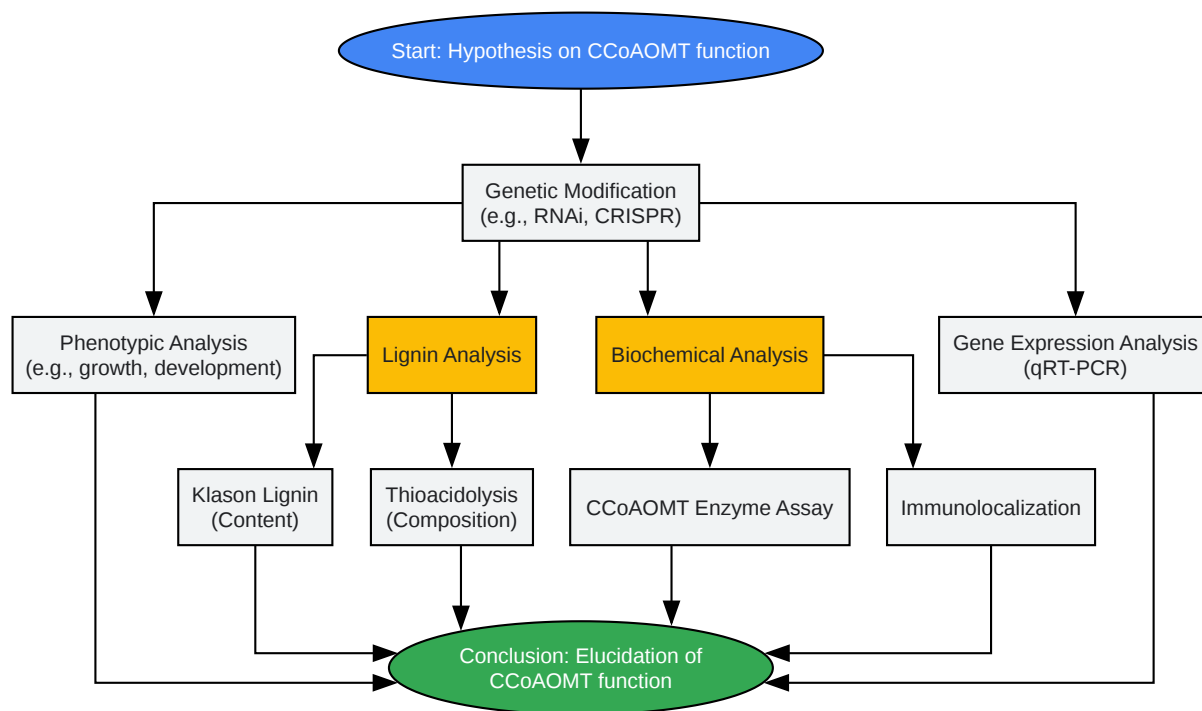 Start: Hypothesis on CCoAOMT function
Genetic Modification
(e.g., RNAi, CRISPR)
Phenotypic Analysis
(e.g., growth, development)
Lignin Analysis
Biochemical Analysis
Gene Expression Analysis
(qRT-PCR)
Klason Lignin
(Content)
Thioacidolysis
(Composition)
CCoAOMT Enzyme Assay
Immunolocalization
Conclusion: Elucidation of
CCoAOMT function